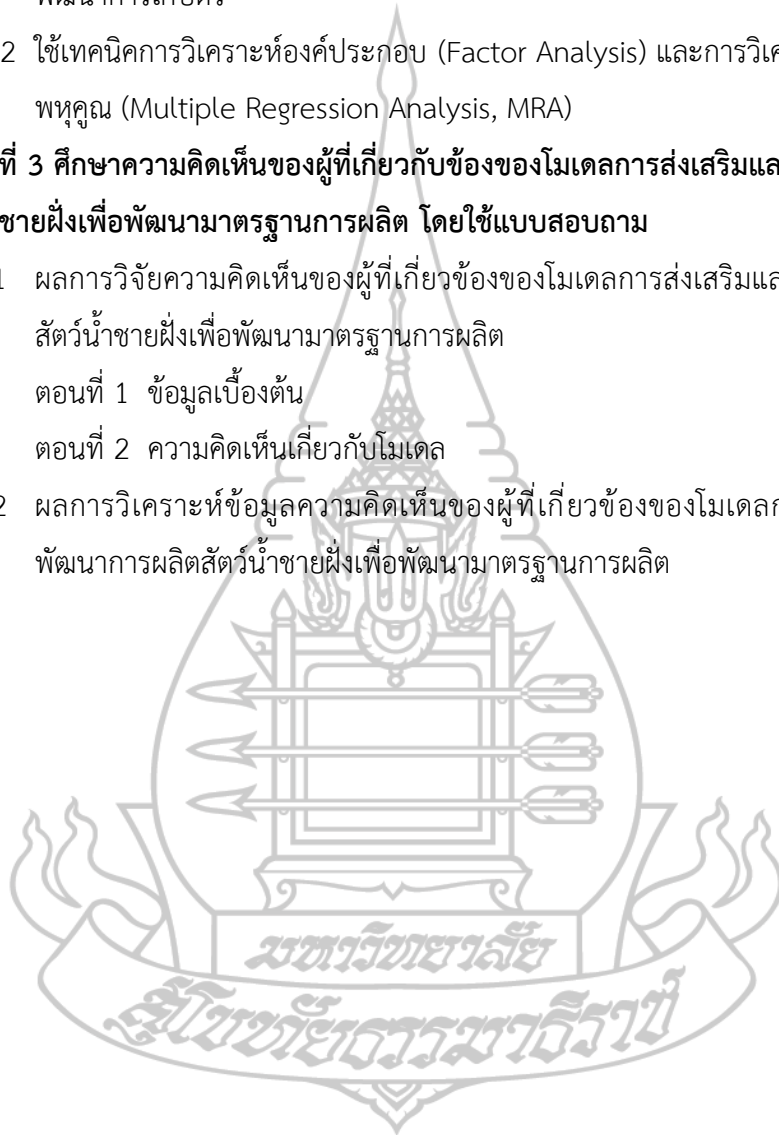 2 ใช้เทคนิคการวิเคราะห์องค์ประกอบ (Factor Analysis) และการวิเค
พหุคูณ (Multiple Regression Analysis, MRA)
ที่ 3 ศึกษาความคิดเห็นของผู้ที่เกี่ยวกับข้องของโมเดลการส่งเสริมและ
ชายฝั่งเพื่อพัฒนามาตรฐานการผลิต โดยใช้แบบสอบถาม
1 ผลการวิจัยความคิดเห็นของผู้ที่เกี่ยวข้องของโมเดลการส่งเสริมและ
สัตว์น้ำชายฝั่งเพื่อพัฒนามาตรฐานการผลิต
ตอนที่ 1 ข้อมูลเบื้องต้น
ตอนที่ 2 ความคิดเห็นเกี่ยวกับโมเดล
2 ผลการวิเคราะห์ข้อมูลความคิดเห็นของผู้ที่เกี่ยวข้องของโมเดลก
พัฒนาการผลิตสัตว์น้ำชายฝั่งเพื่อพัฒนามาตรฐานการผลิต
มหาวิทยาลัย
สุโขทัยธรรมาธิราช